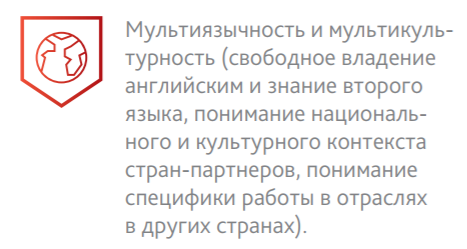 Мультиязычность и мультикуль-
турность (свободное владение
английским и знание второго
языка, понимание националь-
ного и культурного контекста
стран-партнеров, понимание
специфики работы в отраслях
в других странах).